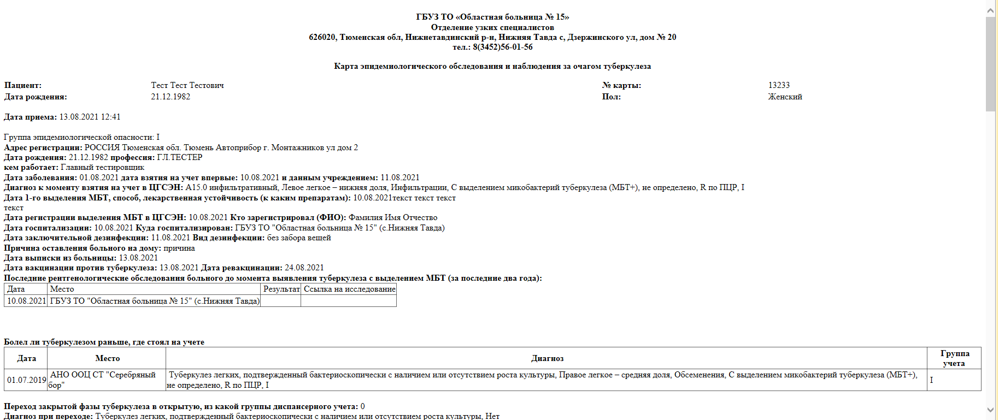 ГБУЗ ТО «Областная больница № 15»
Отделение узких специалистов
626020, Тюменская обл, Нижнетавдинский р-н, Нижняя Тавда с, Дзержинского ул, дом № 20
тел.: 8(3452)56-01-56
Карта эпидемиологического обследования и наблюдения за очагом туберкулеза
Пациент: Тест Тест Тестович № карты: 13233
Дата рождения: 21.12.1982 Пол: Женский
Дата приема: 13.08.2021 12:41
Группа эпидемиологической опасности: I
Адрес регистрации: РОССИЯ Тюменская обл. Тюмень Автоприбор г. Монтажников ул дом 2
Дата рождения: 21.12.1982 профессия: ГЛ.ТЕСТЕР
кем работает: Главный тестировщик
Дата заболевания: 01.08.2021 дата взятия на учет впервые: 10.08.2021 и данным учреждением: 11.08.2021
Диагноз к моменту взятия на учет в ЦГСЭН: А15.0 инфильтративный, Левое легкое – нижняя доля, Инфильтрации, С выделением микобактерий туберкулеза (МБТ+), не определено, R по ПЦР, I
Дата 1-го выделения МБТ, способ, лекарственная устойчивость (к каким препаратам): 10.08.2021текст текст текст
текст
Дата регистрации выделения МБТ в ЦГСЭН: 10.08.2021 Кто зарегистрировал (ФИО): Фамилия Имя Отчество
Дата госпитализации: 10.08.2021 Куда госпитализирован: ГБУЗ ТО "Областная больница № 15" (с.Нижняя Тавда)
Дата заключительной дезинфекции: 11.08.2021 Вид дезинфекции: без забора вещей
Причина оставления больного на дому: причина
Дата выписки из больницы: 13.08.2021
Дата вакцинации против туберкулеза: 13.08.2021 Дата ревакцинации: 24.08.2021
Последние рентгенологические обследования больного до момента выявления туберкулеза с выделением МБТ (за последние два года):
Дата Место Результат Ссылка на исследование
10.08.2021 ГБУЗ ТО "Областная больница № 15" (с.Нижняя Тавда)
Болел ли туберкулезом раньше, где стоял на учете
Дата Место Диагноз Группа
учета
01.07.2019 АНО ООЦ СТ "Серебряный
бор" Туберкулез легких, подтвержденный бактериоскопически с наличием или отсутствием роста культуры, Правое легкое – средняя доля, Обсеменения, С выделением микобактерий туберкулеза (МБТ+),
не определено, R по ПЦР, I I
Переход закрытой фазы туберкулеза в открытую, из какой группы диспансерного учета: 0
Диагноз при переходе: Туберкулез легких, подтвержденный бактериоскопически с наличием или отсутствием роста культуры, Нет